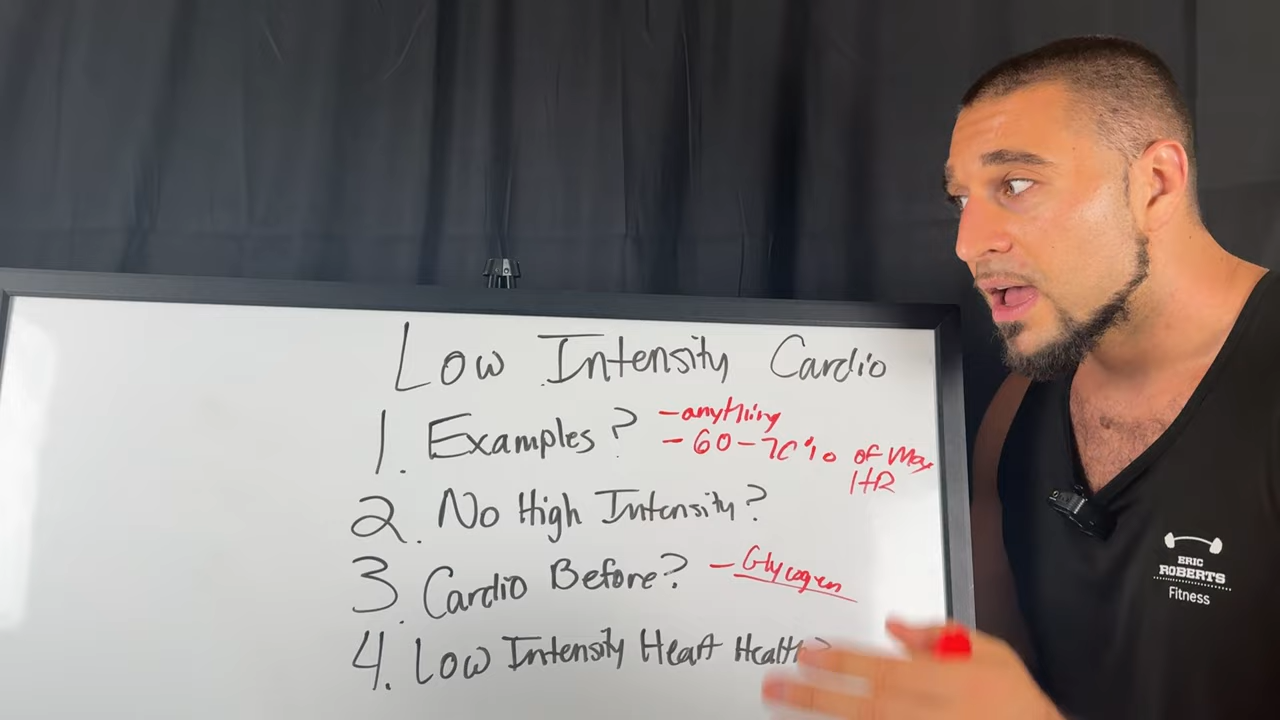 Low Intensity Cardio
1. Examples? - anything
- 60-70% of Max
HR
2. No High Intensity?
3. Cardio Before? - Glycogen
4. Low Intensity Heart Health?
ERIC
ROBERTS
Fitness